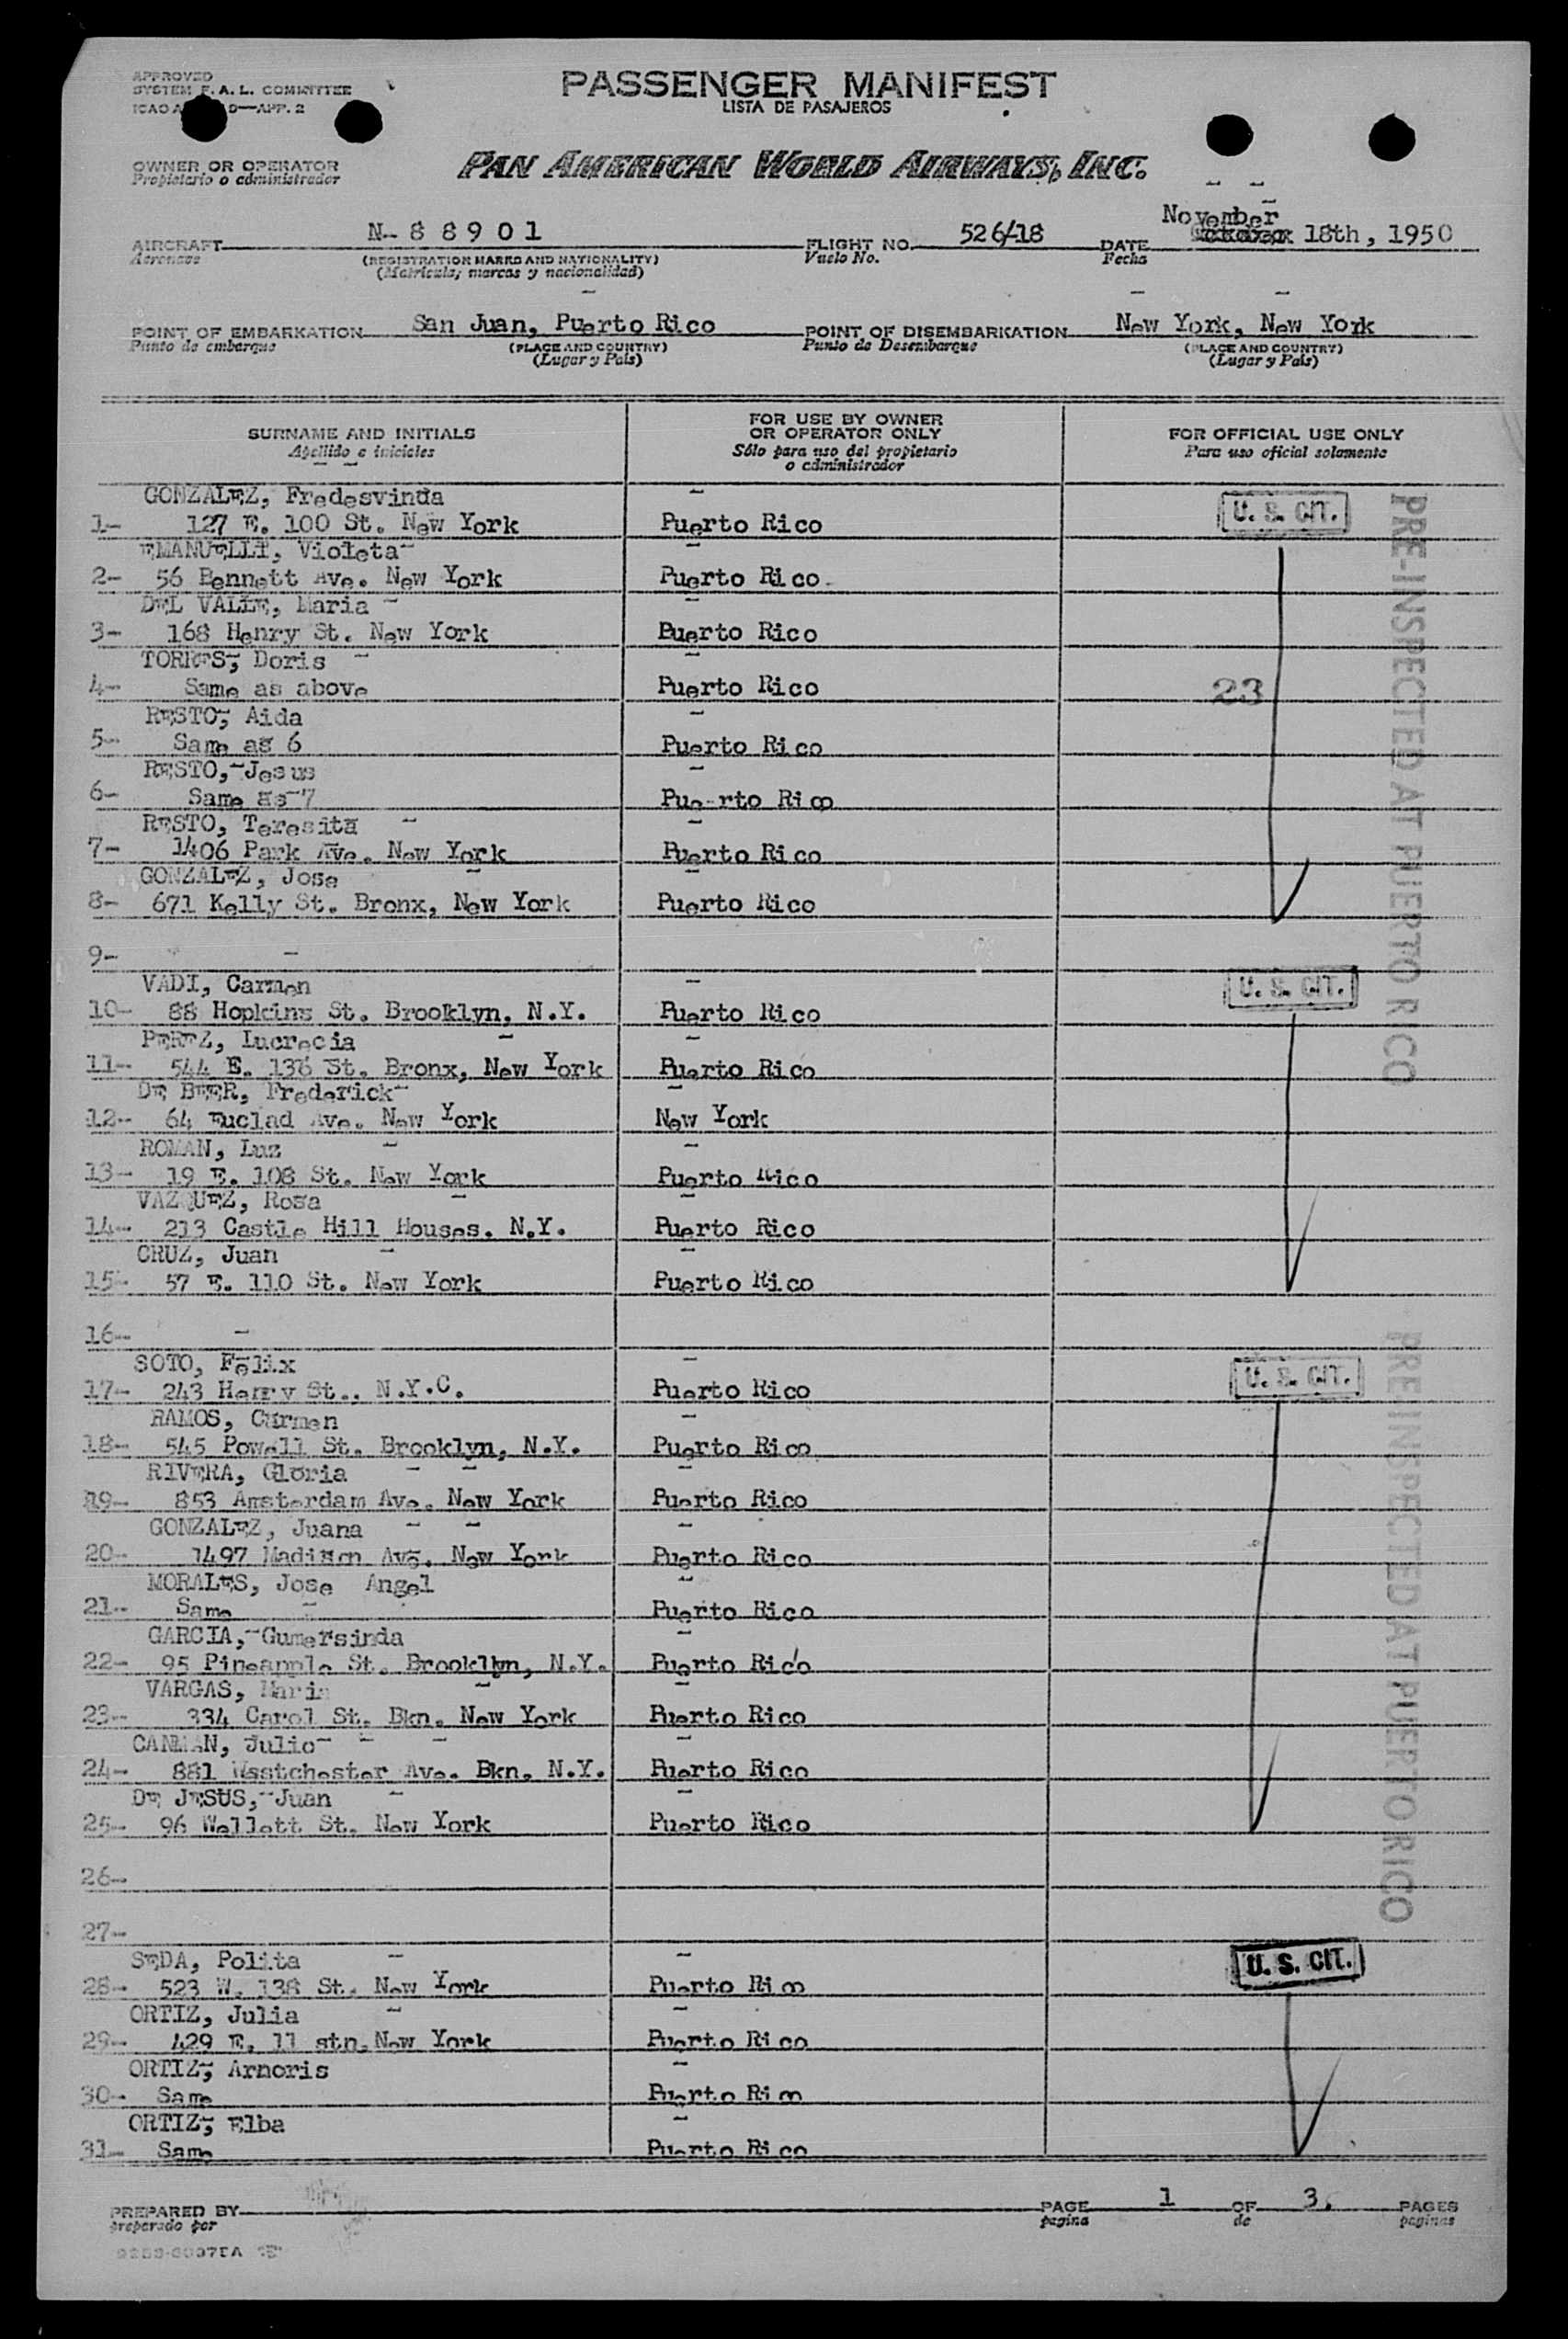 APPROVED
SYSTEM F. A. L. COMMITTEE
ICAO A D—APP. 2
PASSENGER MANIFEST
LISTA DE PASAJEROS
OWNER OR OPERATOR
Propietario o administrador
PAN AMERICAN WORLD AIRWAYS, INC.
November
AIRCRAFT N- 8 8 9 0 1 FLIGHT NO. 526/18 DATE 18th, 1950
Aeronave (REGISTRATION MARKS AND NATIONALITY) Vuelo No. Fecha
(Matricula; marcas y nacionalidad)
POINT OF EMBARKATION San Juan, Puerto Rico POINT OF DISEMBARKATION New York, New York
Punto de embarque (PLACE AND COUNTRY) Punto de Desembarque (PLACE AND COUNTRY)
(Lugar y País) (Lugar y País)
SURNAME AND INITIALS
Apellido e iniciales
FOR USE BY OWNER
OR OPERATOR ONLY
Sólo para uso del propietario
o administrador
FOR OFFICIAL USE ONLY
Para uso oficial solamente
GONZALEZ, Fredesvinda
1- 127 E. 100 St. New York Puerto Rico U. S. CIT.
EMANUELLI, Violeta
2- 56 Bennett Ave. New York Puerto Rico.
DEL VALLE, Maria
3- 168 Henry St. New York Puerto Rico
TORRES, Doris
4- Same as above Puerto Rico 23
RESTO, Aida
5- Same as 6 Puerto Rico
RESTO, Jesus
6- Same as 7 Pue-rto Rico
RESTO, Teresita
7- 1406 Park Ave. New York Puerto Rico
GONZALEZ, Jose
8- 671 Kelly St. Bronx, New York Puerto Rico
PRE-INSPECTED AT PUERTO RICO
9-
VADI, Carmen
10- 88 Hopkins St. Brooklyn, N.Y. Puerto Rico U. S. CIT.
PEREZ, Lucrecia
11- 544 E. 138 St. Bronx, New York Puerto Rico
DE BEER, Frederick
12- 64 Euclad Ave. New York New York
ROMAN, Luz
13- 19 E. 108 St. New York Puerto Rico
VAZQUEZ, Rosa
14- 213 Castle Hill Houses. N.Y. Puerto Rico
CRUZ, Juan
15- 57 E. 110 St. New York Puerto Rico
16-
SOTO, Felix
17- 243 Henry St., N.Y.C. Puerto Rico U. S. CIT.
RAMOS, Carmen
18- 545 Powell St. Brooklyn, N.Y. Puerto Rico
RIVERA, Gloria
19- 853 Amsterdam Ave. New York Puerto Rico
GONZALEZ, Juana
20- 1497 Madison Ave. New York Puerto Rico
MORALES, Jose Angel
21- Same Puerto Rico
GARCIA, Gumersinda
22- 95 Pineapple St. Brooklyn, N.Y. Puerto Rico
VARGAS, Maria
23- 334 Carol St. Bkn. New York Puerto Rico
CANMAN, Julio
24- 881 Westchester Ave. Bkn. N.Y. Puerto Rico
DE JESUS, Juan
25- 96 Wellett St. New York Puerto Rico
PRE-INSPECTED AT PUERTO RICO
26-
27-
SEDA, Polita
28- 523 W. 138 St. New York Puerto Rico U. S. CIT.
ORTIZ, Julia
29- 429 E. 11 stn. New York Puerto Rico
ORTIZ, Arnoris
30- Same Puerto Rico
ORTIZ, Elba
31- Same Puerto Rico
PREPARED BY PAGE 1 OF 3. PAGES
preparado por pagina de paginas